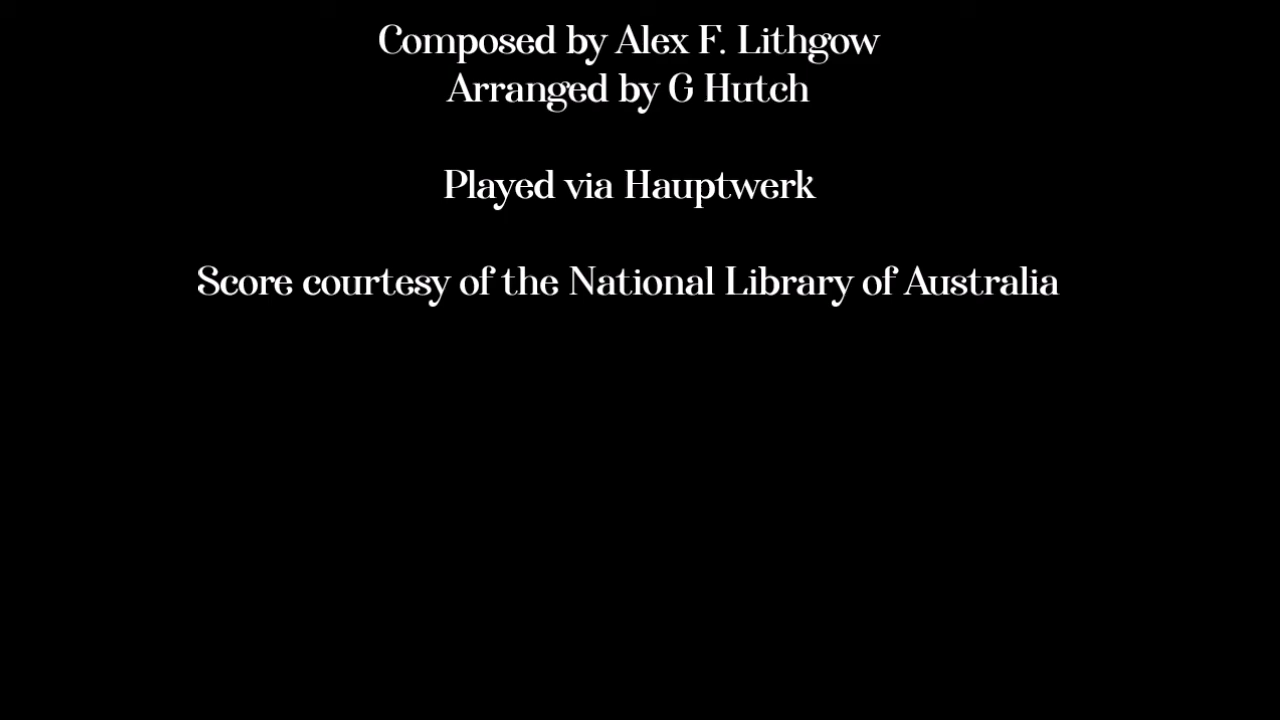 Composed by Alex F. Lithgow
Arranged by G Hutch
Played via Hauptwerk
Score courtesy of the National Library of Australia